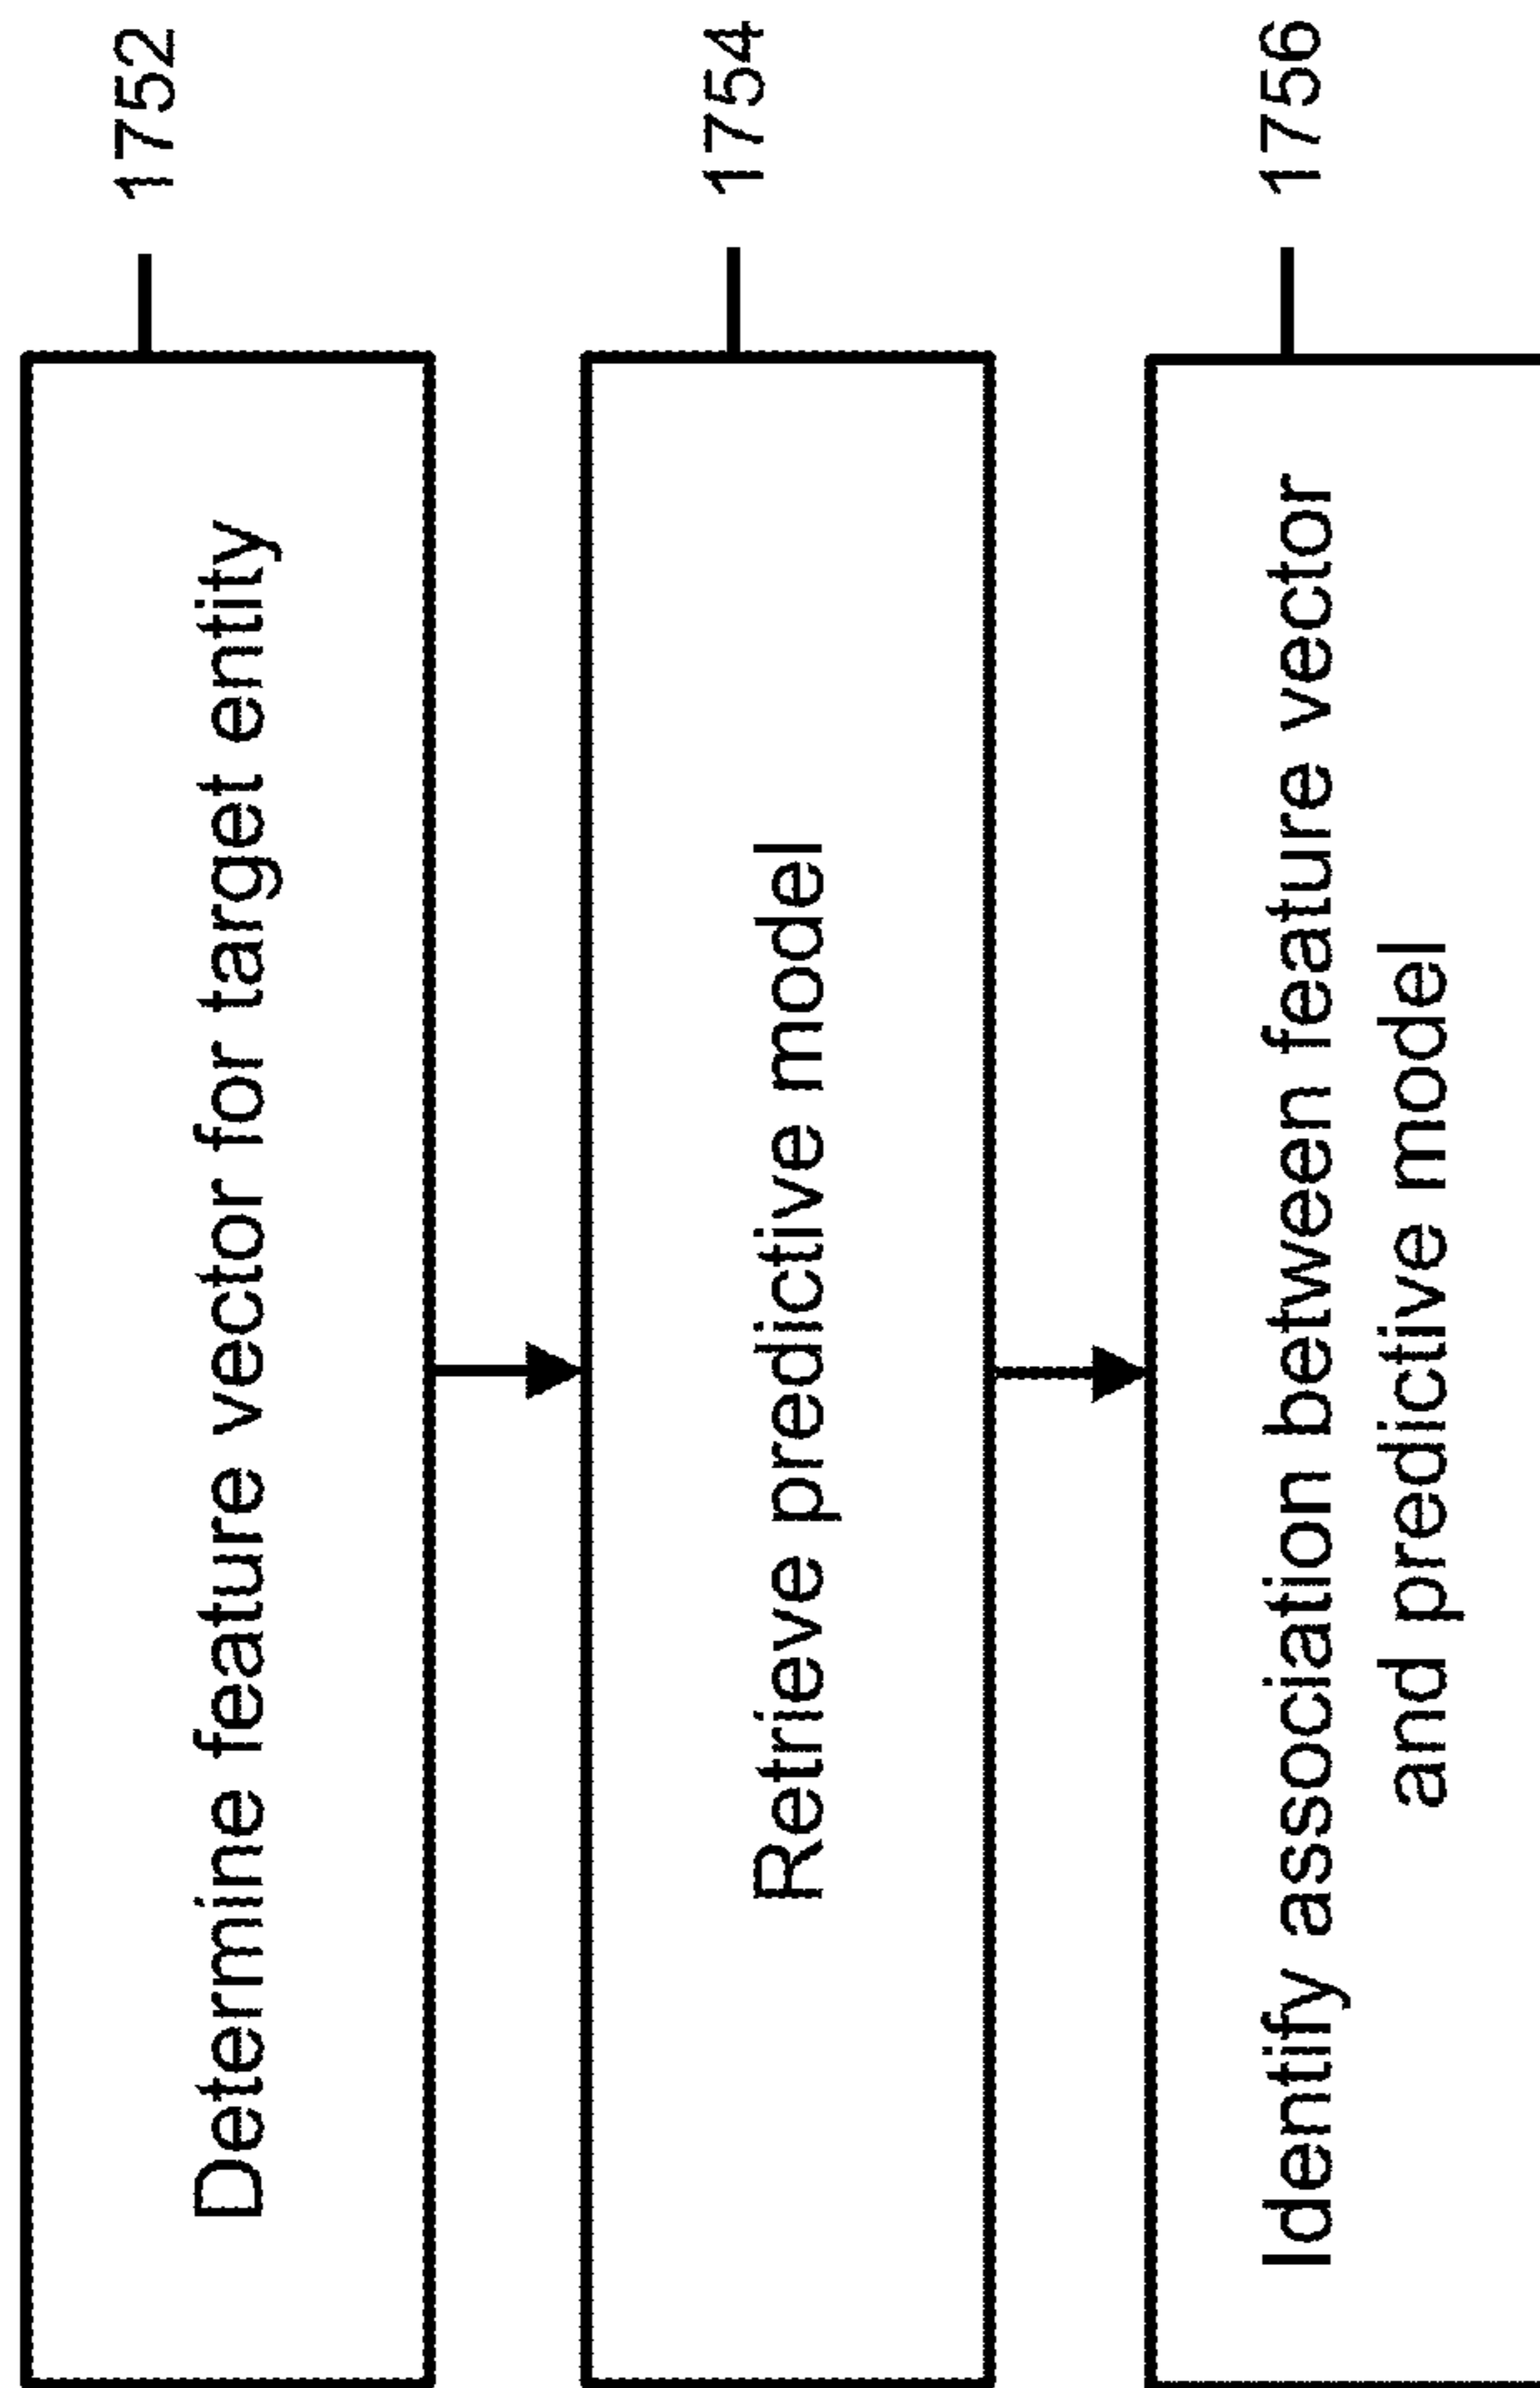 Determine feature vector for target entity
1752
Retrieve predictive model
1754
Identify association between feature vector
and predictive model
1756